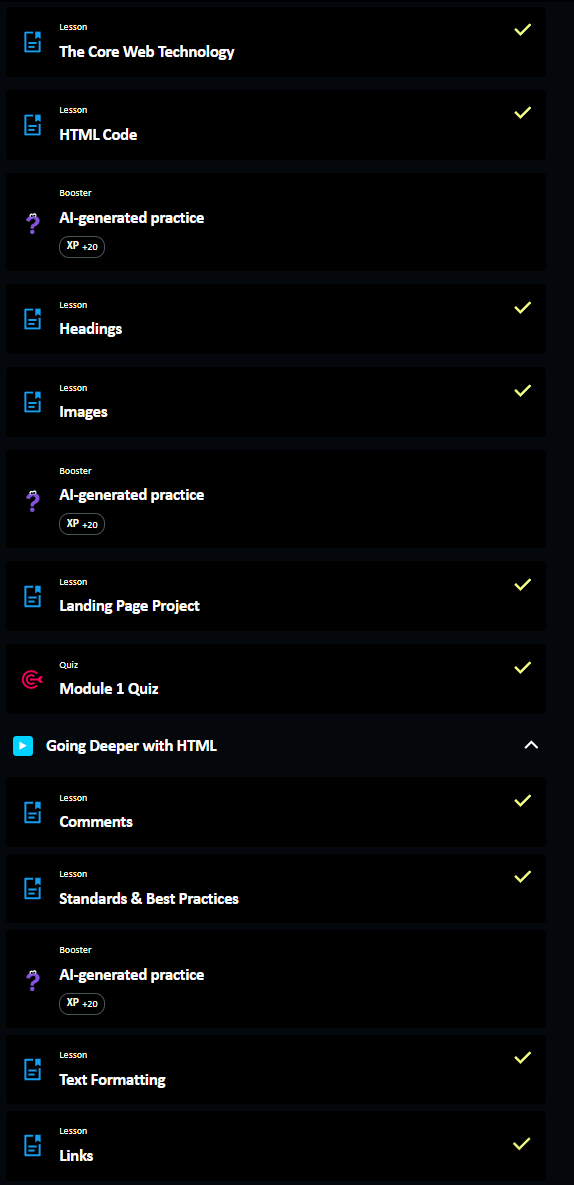 Lesson
The Core Web Technology
Lesson
HTML Code
Booster
AI-generated practice
XP +20
Lesson
Headings
Lesson
Images
Booster
AI-generated practice
XP +20
Lesson
Landing Page Project
Quiz
Module 1 Quiz
Going Deeper with HTML
Lesson
Comments
Lesson
Standards & Best Practices
Booster
AI-generated practice
XP +20
Lesson
Text Formatting
Lesson
Links